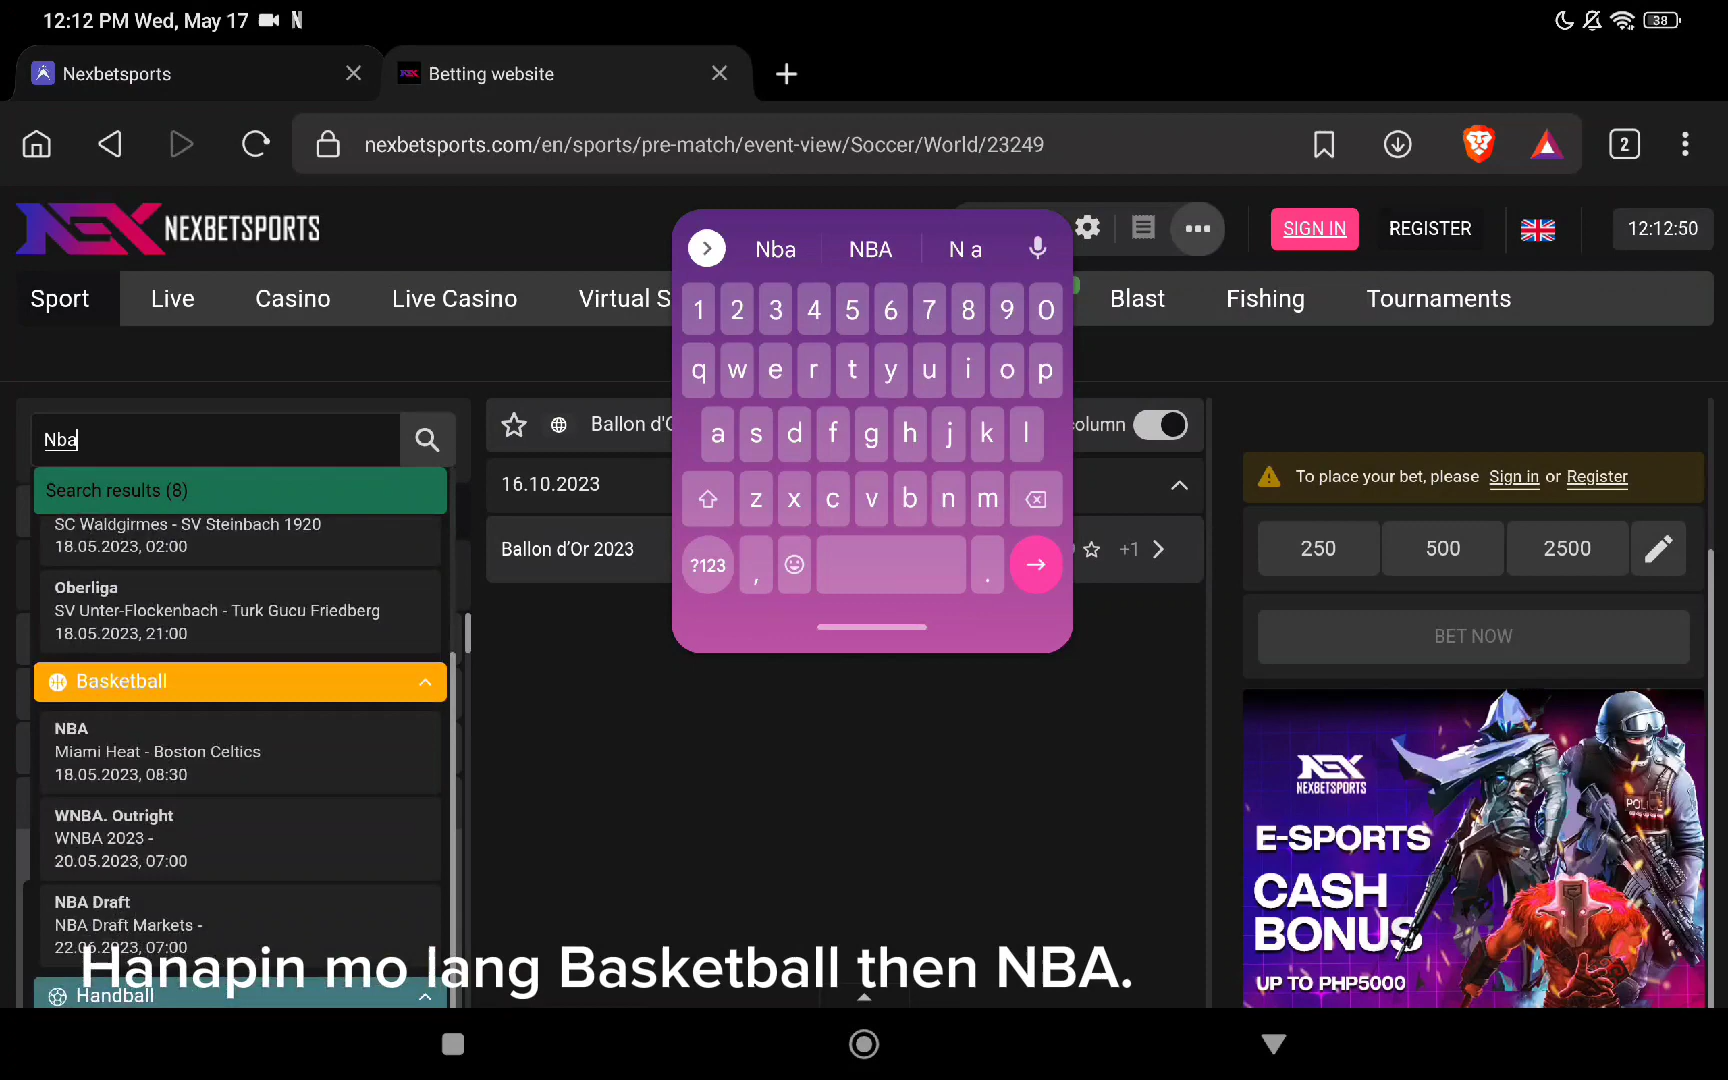 12:12 PM Wed, May 17
38
Nexbetsports
Betting website
nexbetsports.com/en/sports/pre-match/event-view/Soccer/World/23249
2
NEX NEXBETSPORTS
SIGN IN
REGISTER
12:12:50
Sport
Live
Casino
Live Casino
Virtual S
Blast
Fishing
Tournaments
Nba
NBA
N a
1 2 3 4 5 6 7 8 9 0
q w e r t y u i o p
a s d f g h j k l
z x c v b n m
?123 , .
Nba
Search results (8)
SC Waldgirmes - SV Steinbach 1920
18.05.2023, 02:00
Oberliga
SV Unter-Flockenbach - Turk Gucu Friedberg
18.05.2023, 21:00
Basketball
NBA
Miami Heat - Boston Celtics
18.05.2023, 08:30
WNBA. Outright
WNBA 2023 -
20.05.2023, 07:00
NBA Draft
NBA Draft Markets -
22.06.2023, 07:00
Handball
Ballon d'O
column
16.10.2023
Ballon d'Or 2023
+1
To place your bet, please Sign in or Register
250
500
2500
BET NOW
NEX
NEXBETSPORTS
POLICE
E-SPORTS
CASH
BONUS
UP TO PHP5000
Hanapin mo lang Basketball then NBA.